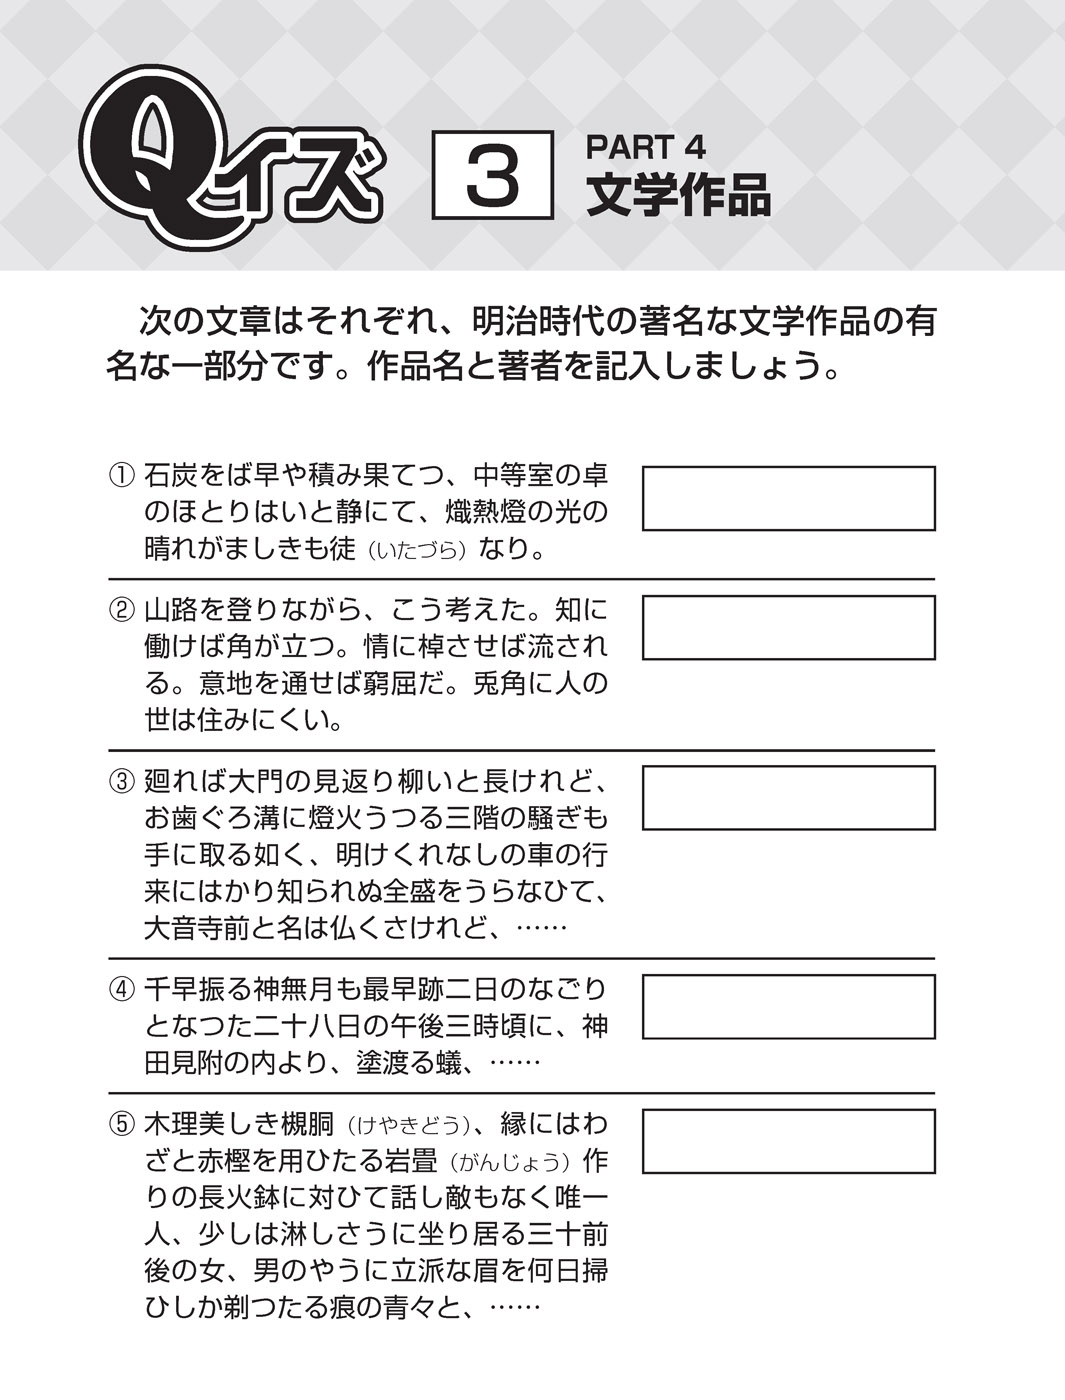 Qイズ
3
PART 4
文学作品
次の文章はそれぞれ、明治時代の著名な文学作品の有
名な一部分です。作品名と著者を記入しましょう。
① 石炭をば早や積み果てつ、中等室の卓
のほとりはいと静にて、熾熱燈の光の
晴れがましきも徒（いたづら）なり。
② 山路を登りながら、こう考えた。知に
働けば角が立つ。情に棹させば流され
る。意地を通せば窮屈だ。兎角に人の
世は住みにくい。
③ 廻れば大門の見返り柳いと長けれど、
お歯ぐろ溝に燈火うつる三階の騒ぎも
手に取る如く、明けくれなしの車の行
来にはかり知られぬ全盛をうらなひて、
大音寺前と名は仏くさけれど、……
④ 千早振る神無月も最早跡二日のなごり
となつた二十八日の午後三時頃に、神
田見附の内より、塗渡る蟻、……
⑤ 木理美しき槻胴（けやきどう）、縁にはわ
ざと赤樫を用ひたる岩畳（がんじょう）作
りの長火鉢に対ひて話し敵もなく唯一
人、少しは淋しさうに坐り居る三十前
後の女、男のやうに立派な眉を何日掃
ひしか剃つたる痕の青々と、……